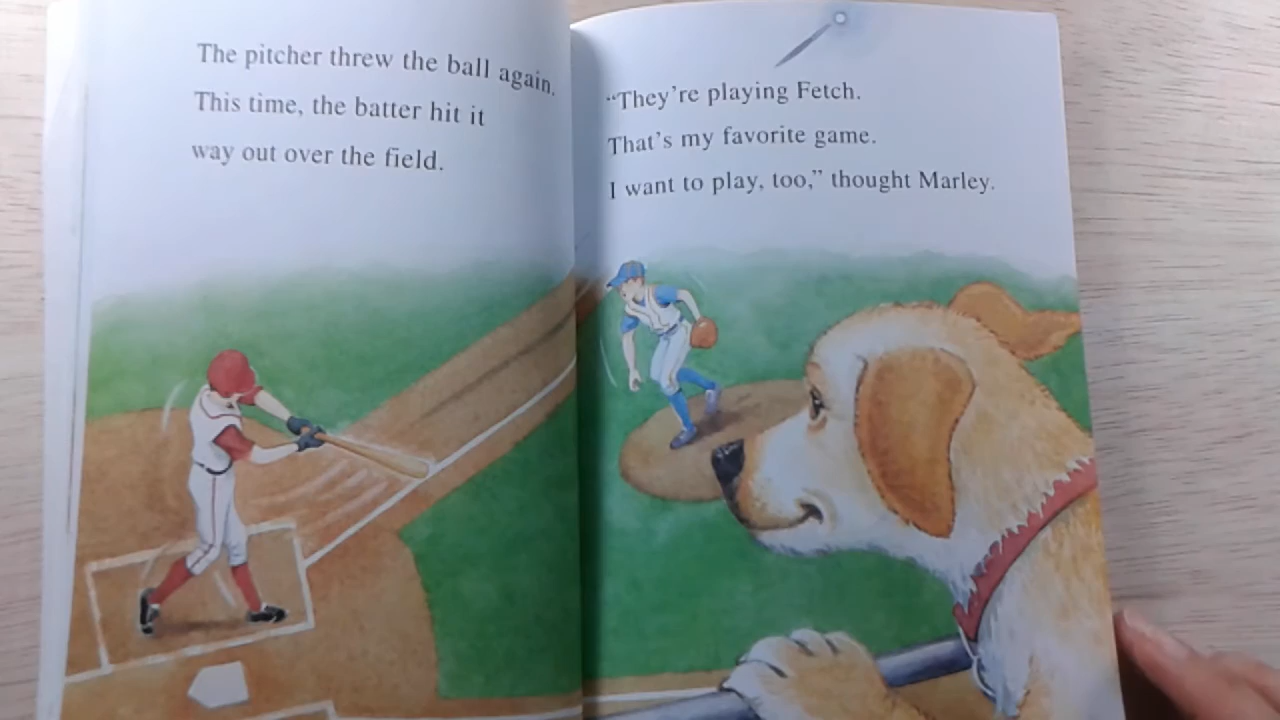 The pitcher threw the ball again.
This time, the batter hit it
way out over the field.
“They’re playing Fetch.
That’s my favorite game.
I want to play, too,” thought Marley.